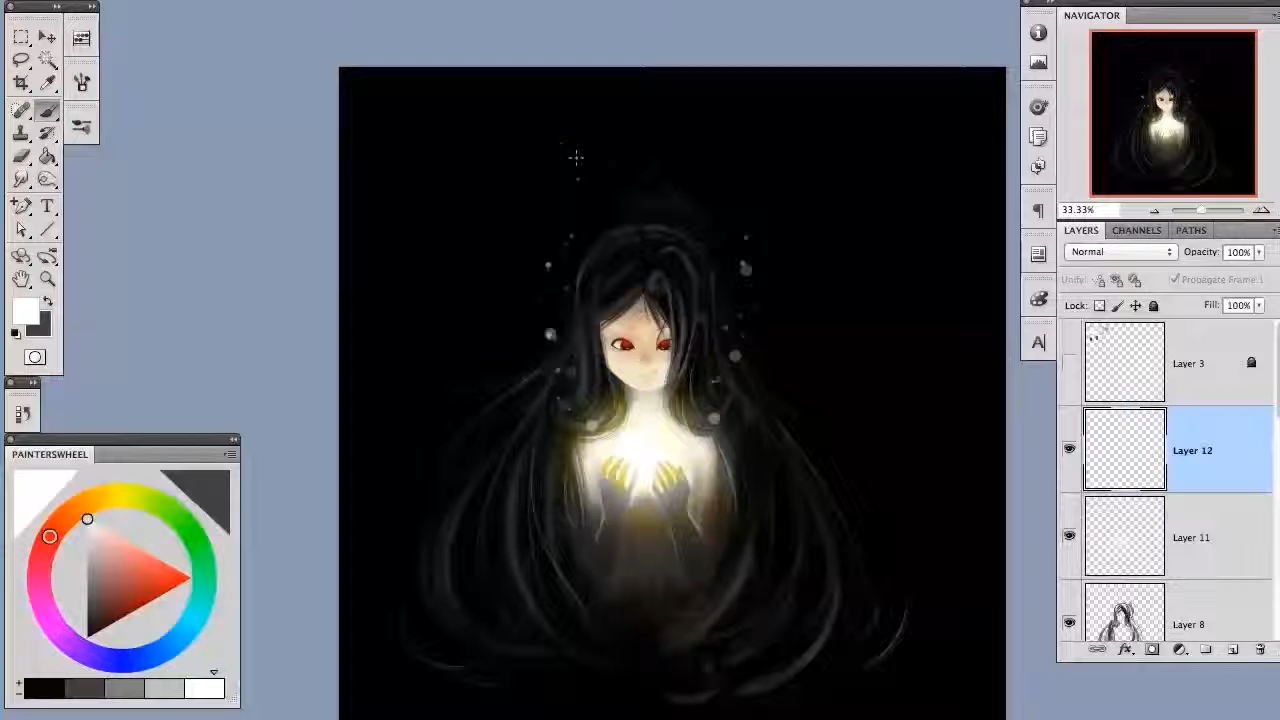 NAVIGATOR
33.33%
LAYERS CHANNELS PATHS
Normal Opacity: 100%
Unify: Propagate Frame 1
Lock: Fill: 100%
Layer 3
Layer 12
Layer 11
Layer 8
PAINTERSWHEEL